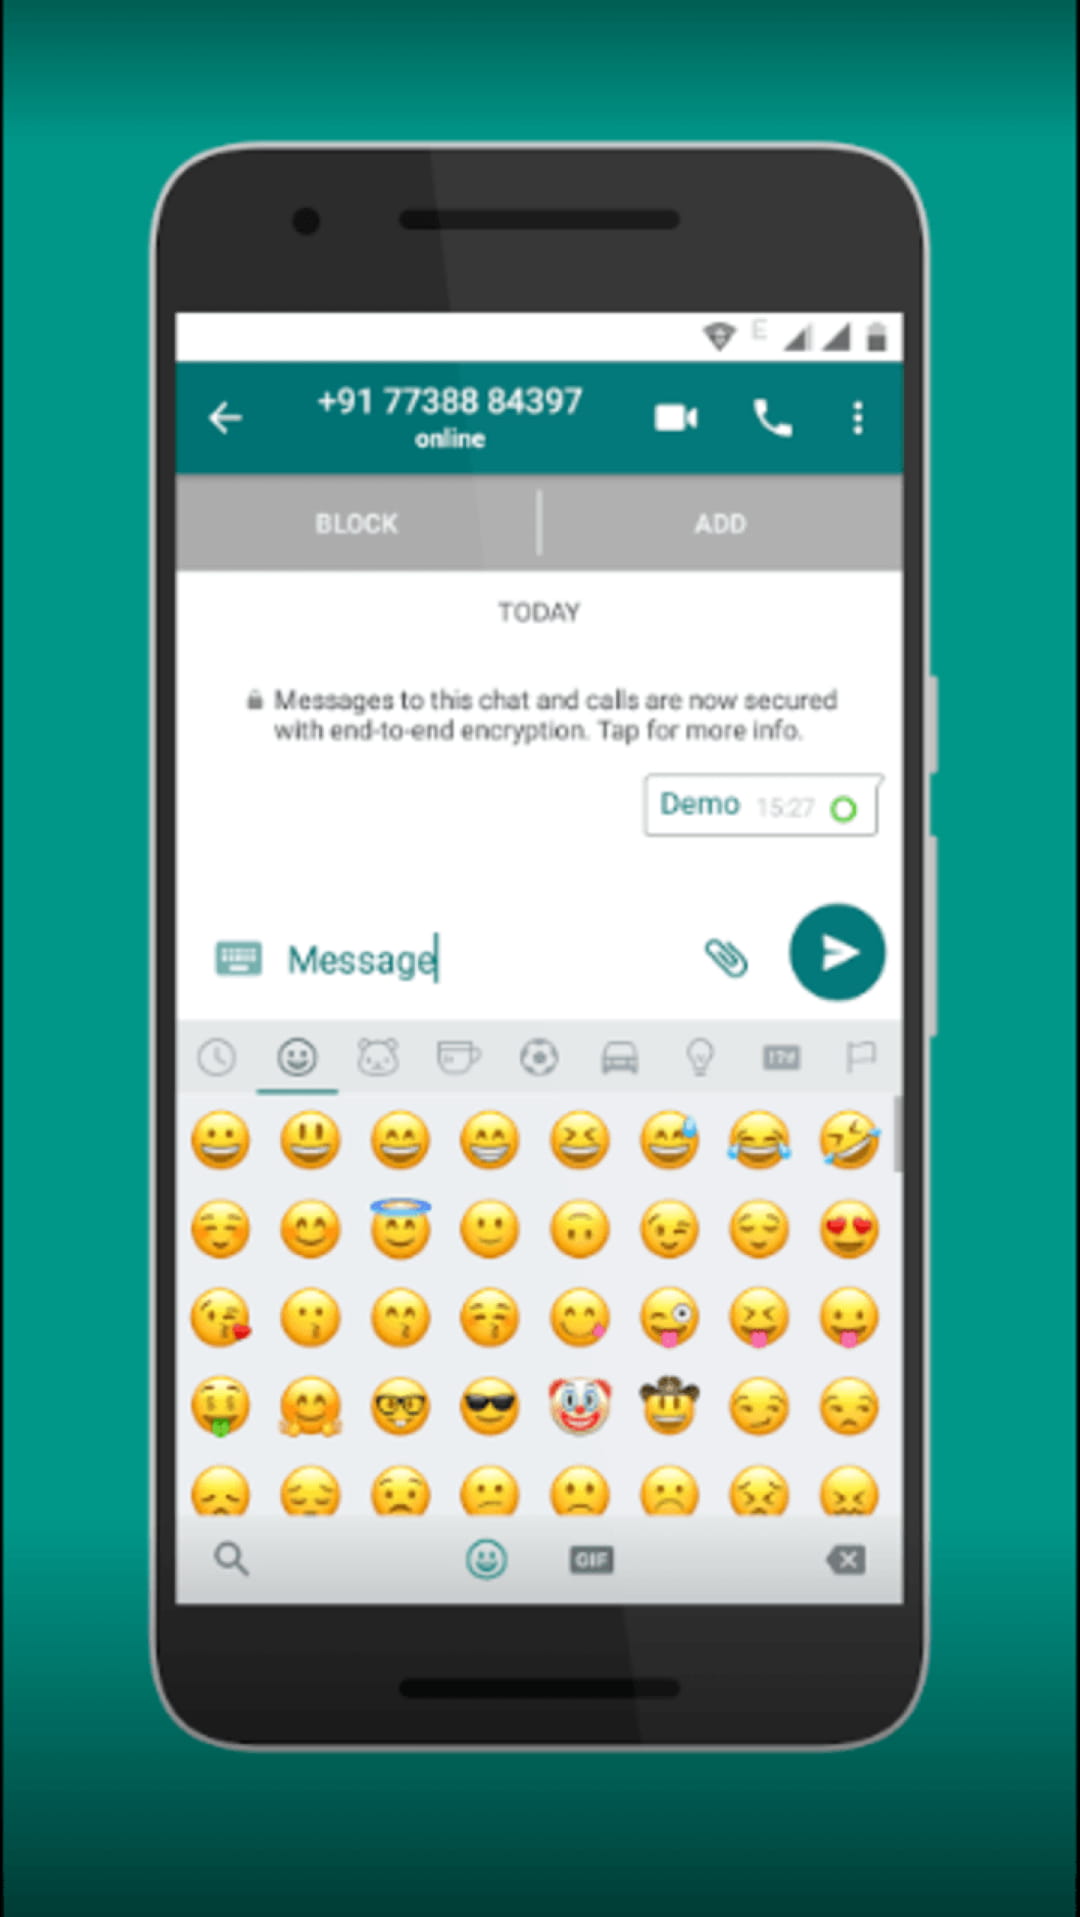 E
+91 77388 84397
online
BLOCK
ADD
TODAY
Messages to this chat and calls are now secured
with end-to-end encryption. Tap for more info.
Demo 15:27
Message
GIF